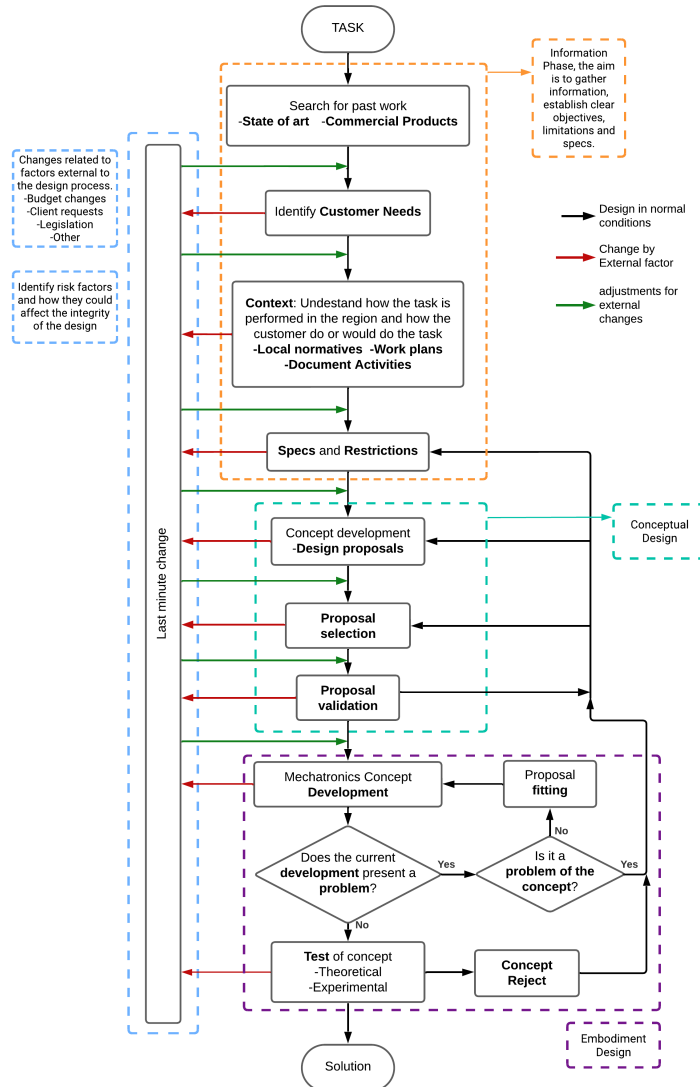 TASK
Information
Phase, the aim
is to gather
information,
establish clear
objectives,
limitations and
specs.
Search for past work
-State of art -Commercial Products
Changes related to
factors external to
the design process.
-Budget changes
-Client requests
-Legislation
-Other
Identify Customer Needs
Design in normal
conditions
Change by
External factor
adjustments for
external
changes
Identify risk factors
and how they could
affect the integrity
of the design
Context: Undestand how the task is
performed in the region and how the
customer do or would do the task
-Local normatives -Work plans
-Document Activities
Specs and Restrictions
Last minute change
Concept development
-Design proposals
Conceptual
Design
Proposal
selection
Proposal
validation
Mechatronics Concept
Development
Proposal
fitting
No
Does the current
development present a
problem?
Yes
Is it a
problem of the
concept?
Yes
No
Test of concept
-Theoretical
-Experimental
Concept
Reject
Embodiment
Design
Solution